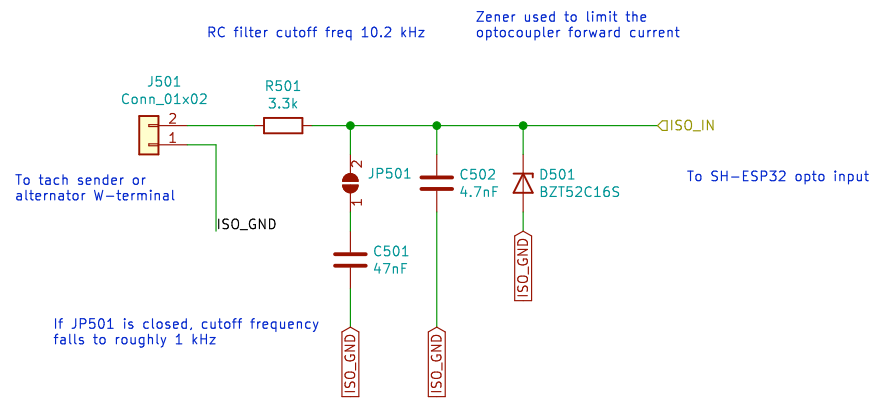 RC filter cutoff freq 10.2 kHz
Zener used to limit the
optocoupler forward current
J501
Conn_01x02
2
1
R501
3.3k
ISO_IN
To tach sender or
alternator W-terminal
ISO_GND
2
JP501
1
C502
4.7nF
D501
BZT52C16S
To SH-ESP32 opto input
C501
47nF
ISO_GND
If JP501 is closed, cutoff frequency
falls to roughly 1 kHz
ISO_GND
ISO_GND